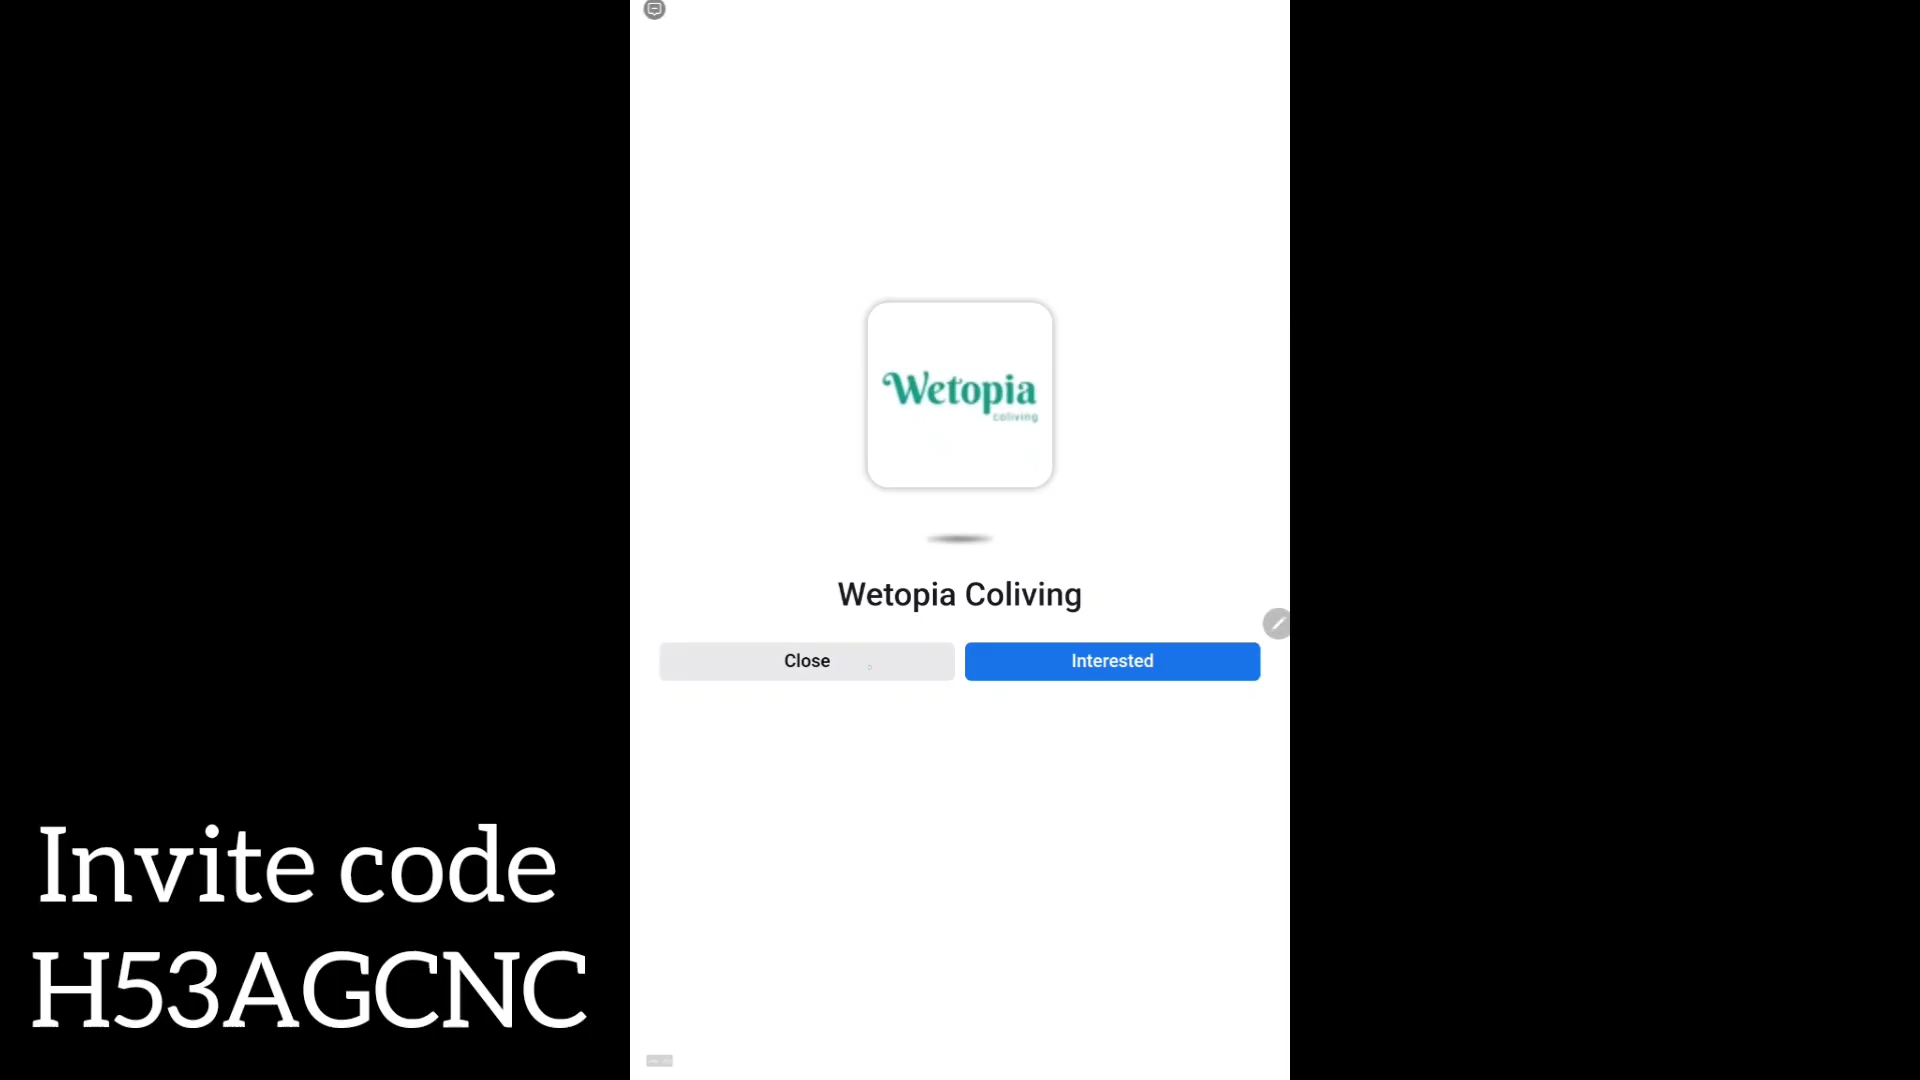 Wetopia
coliving
Wetopia Coliving
Close
Interested
Invite code
H53AGCNC